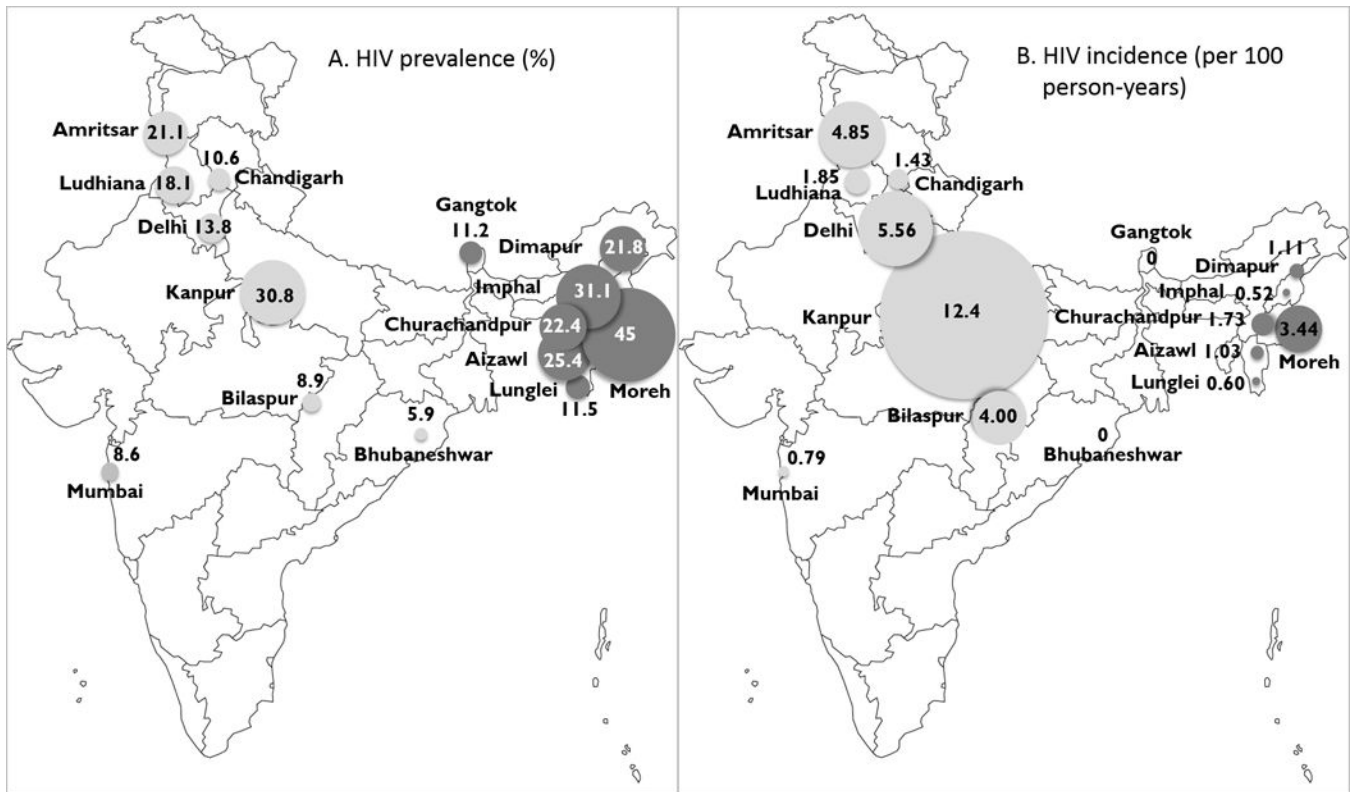 A. HIV prevalence (%)
Amritsar 21.1
10.6
Ludhiana 18.1 Chandigarh
Delhi 13.8
Gangtok
11.2
Dimapur 21.8
Kanpur 30.8
Imphal 31.1
Churachandpur 22.4
45
Aizawl 25.4
Lunglei Moreh
11.5
8.9
Bilaspur
5.9
Bhubaneshwar
8.6
Mumbai
B. HIV incidence (per 100
person-years)
Amritsar 4.85
1.43
1.85
Ludhiana Chandigarh
Delhi 5.56
Gangtok
0
1.11
Dimapur
Imphal 0.52
Kanpur 12.4
Churachandpur
1.73 3.44
Aizawl 1.03 Moreh
Lunglei 0.60
Bilaspur 4.00
0
Bhubaneshwar
0.79
Mumbai